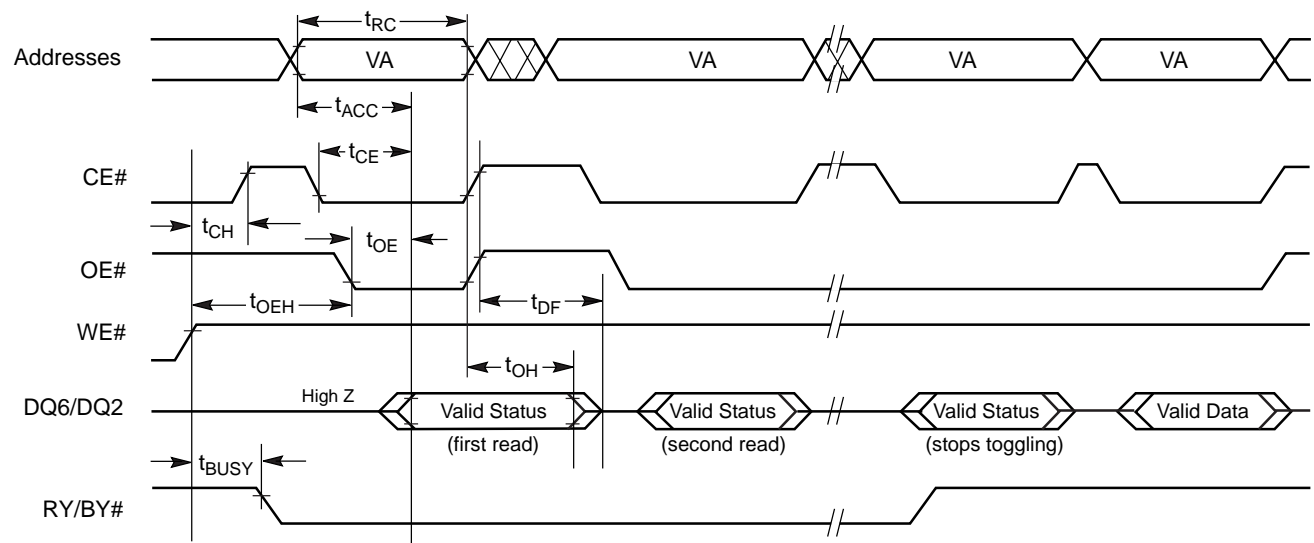 tRC
Addresses VA VA VA VA
tACC
tCE
CE#
tCH
tOE
OE#
tOEH tDF
WE#
tOH
High Z
DQ6/DQ2 Valid Status Valid Status Valid Status Valid Data
(first read) (second read) (stops toggling)
tBUSY
RY/BY#